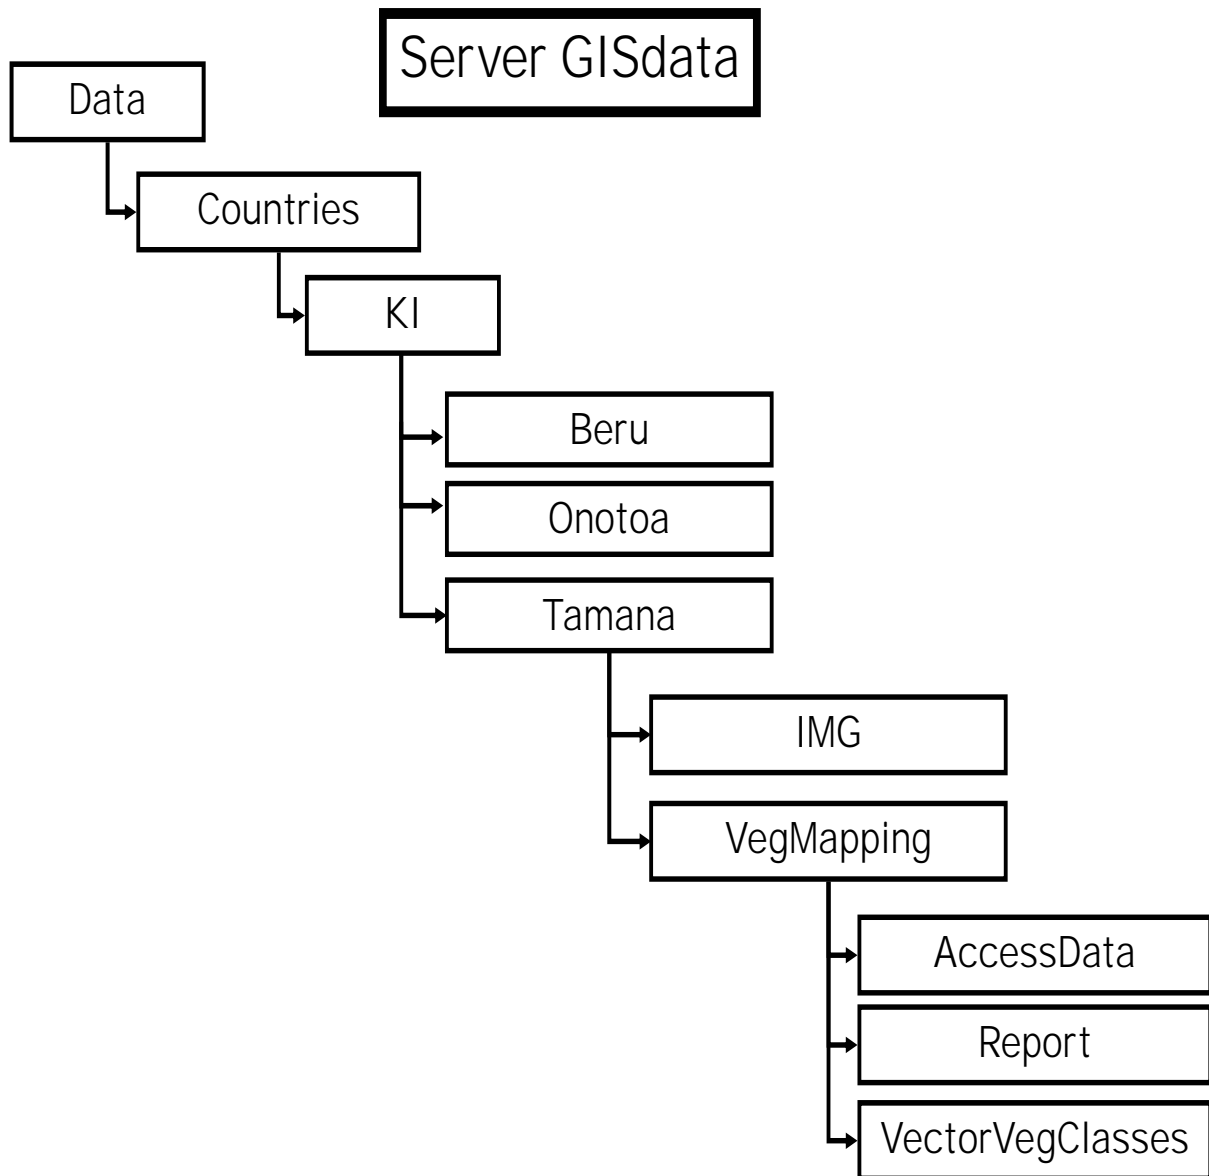 Server GISdata
Data
Countries
KI
Beru
Onotoa
Tamana
IMG
VegMapping
AccessData
Report
VectorVegClasses